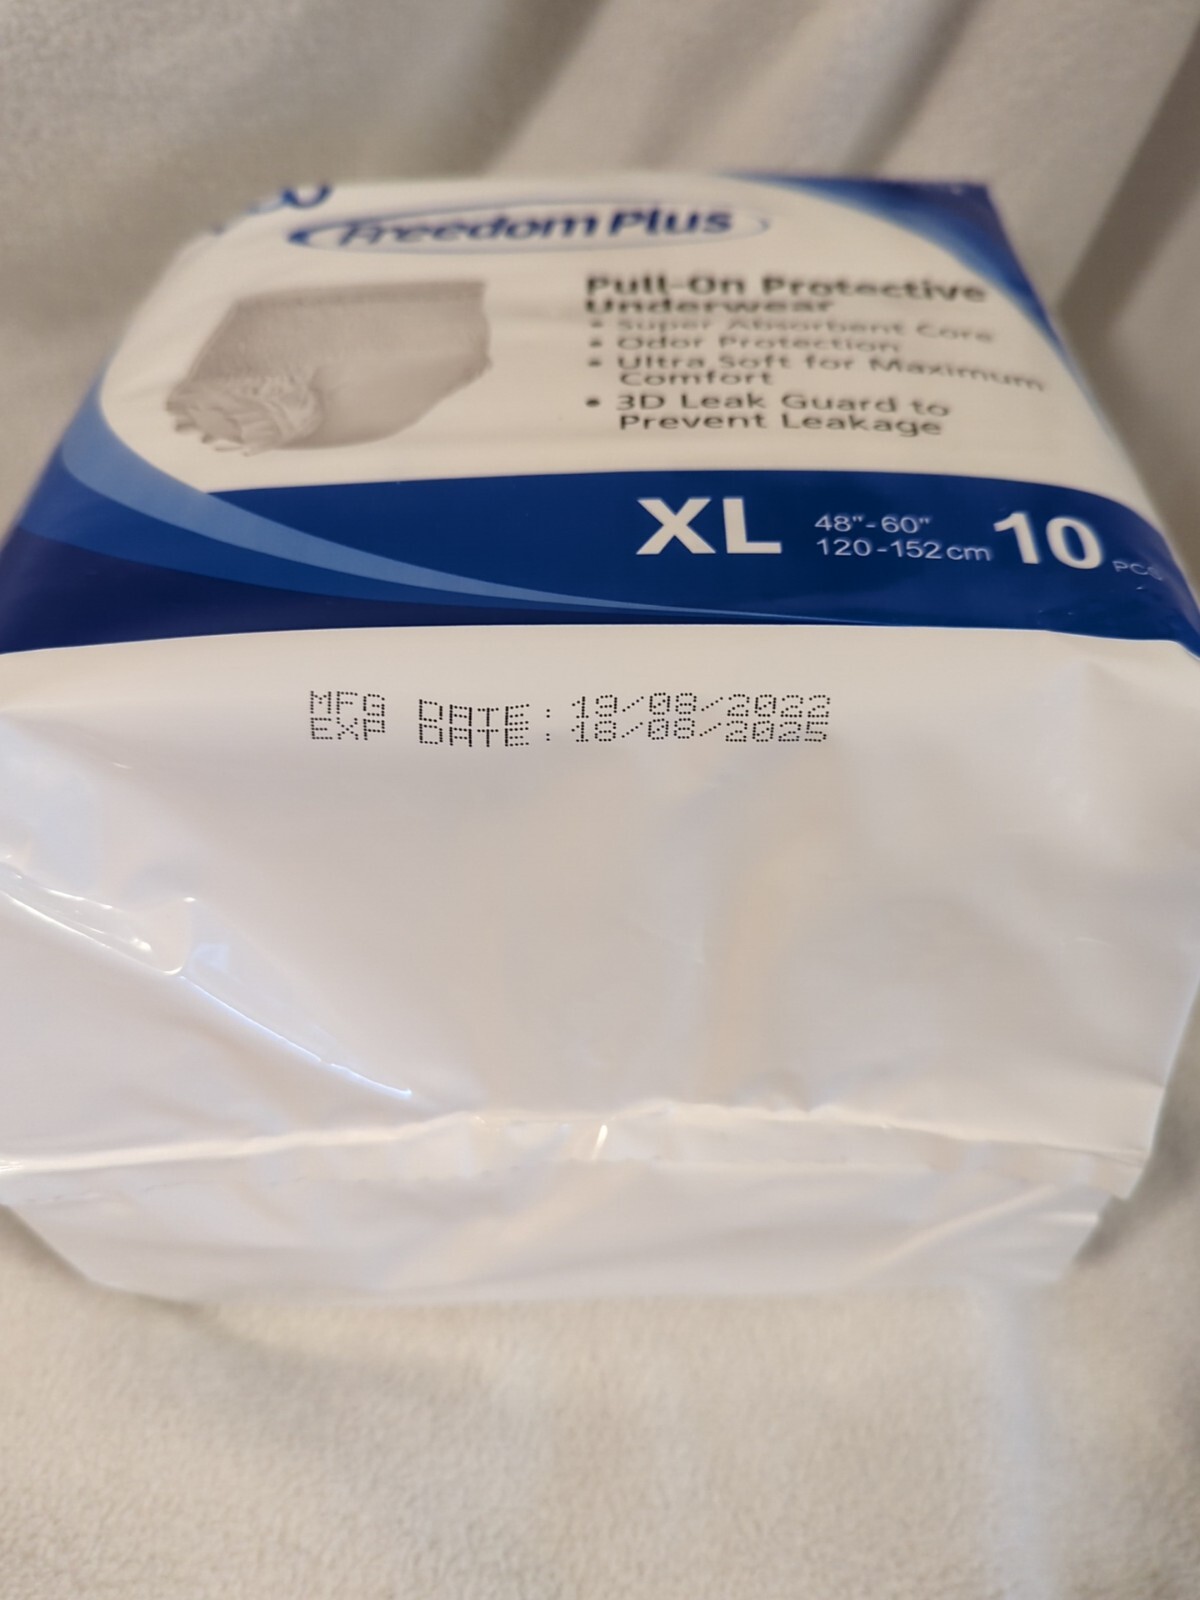 Freedom Plus
Pull-On Protective
Underwear
• Super Absorbent Core
• Odor Protection
• Ultra Soft for Maximum
Comfort
• 3D Leak Guard to
Prevent Leakage
XL
48"-60"
120-152cm
10
PCS
MFG DATE: 19/08/2022
EXP DATE: 18/08/2025